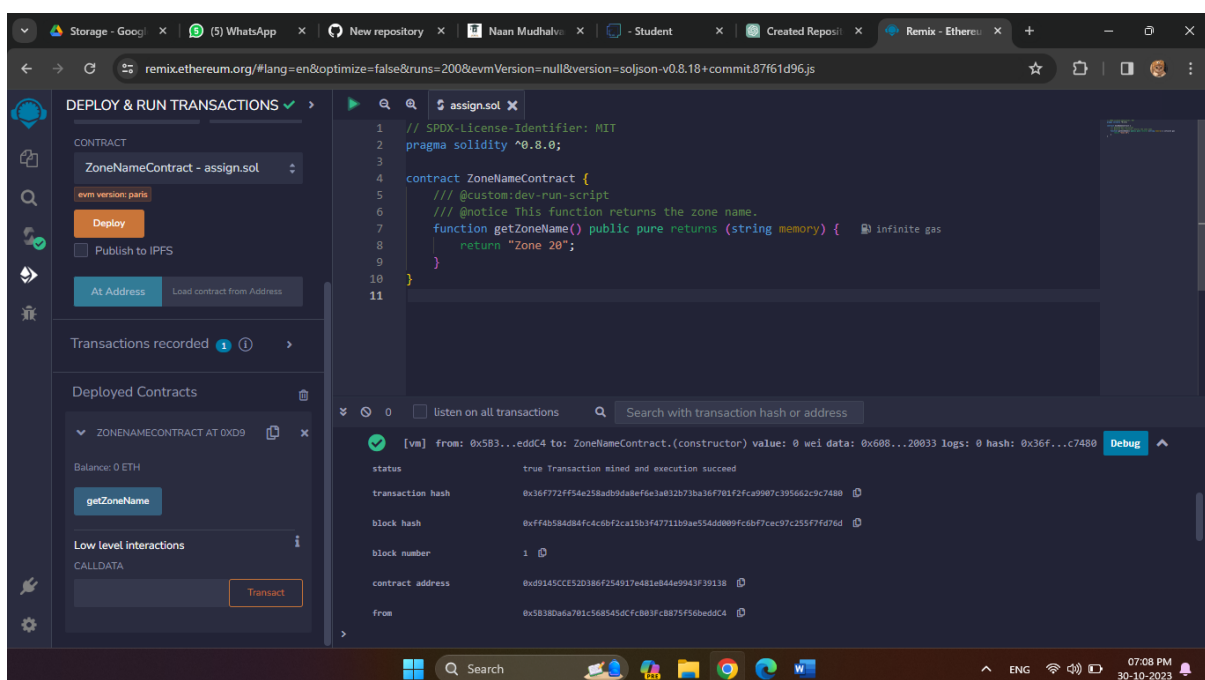 Storage - Googl
(5) WhatsApp
New repository
Naan Mudhalva
- Student
Created Reposit
Remix - Ethereu
remix.ethereum.org/#lang=en&optimize=false&runs=200&evmVersion=null&version=soljson-v0.8.18+commit.87f61d96.js
DEPLOY & RUN TRANSACTIONS
CONTRACT
ZoneNameContract - assign.sol
evm version: paris
Deploy
Publish to IPFS
At Address Load contract from Address
Transactions recorded 1
Deployed Contracts
ZONENAMECONTRACT AT 0XD9
Balance: 0 ETH
getZoneName
Low level interactions
CALLDATA
Transact
assign.sol
1 // SPDX-License-Identifier: MIT
2 pragma solidity ^0.8.0;
3
4 contract ZoneNameContract {
5 /// @custom:dev-run-script
6 /// @notice This function returns the zone name.
7 function getZoneName() public pure returns (string memory) { infinite gas
8 return "Zone 20";
9 }
10 }
11
0 listen on all transactions Search with transaction hash or address
[vm] from: 0x5B3...eddC4 to: ZoneNameContract.(constructor) value: 0 wei data: 0x608...20033 logs: 0 hash: 0x36f...c7480 Debug
status true Transaction mined and execution succeed
transaction hash 0x36f772ff54e258adb9da8ef6e3a032b73ba36f701f2fca9907c395662c9c7480
block hash 0xff4b584d84fc4c6bf2ca15b3f47711b9ae554dd009fc6bf7cec97c255f7fd76d
block number 1
contract address 0xd9145CCE52D386f254917e481eB44e9943F39138
from 0x5B38Da6a701c568545dCfcB03FcB875f56beddC4
>
Search
PRE
ENG
07:08 PM
30-10-2023